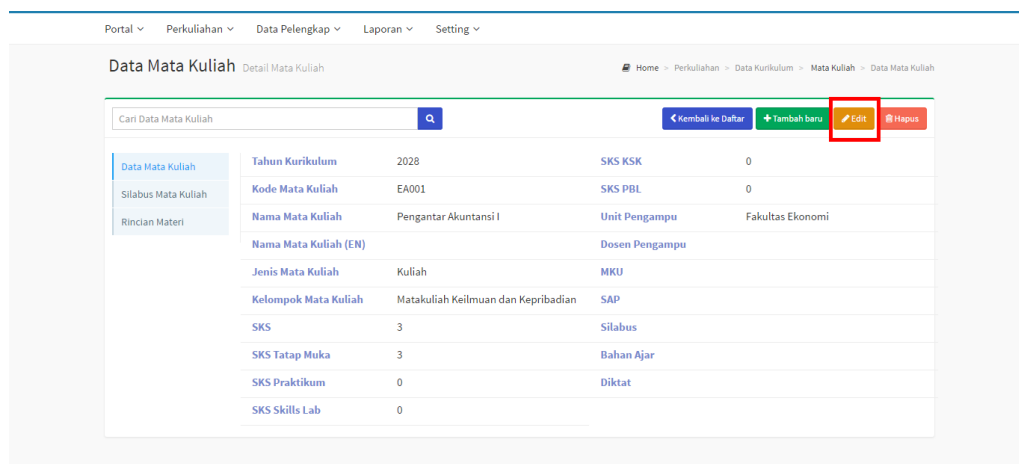 Portal Perkuliahan Data Pelengkap Laporan Setting
Data Mata Kuliah Detail Mata Kuliah
Home > Perkuliahan > Data Kurikulum > Mata Kuliah > Data Mata Kuliah
Cari Data Mata Kuliah
Kembali ke Daftar + Tambah baru Edit Hapus
Data Mata Kuliah
Silabus Mata Kuliah
Rincian Materi
Tahun Kurikulum 2028
Kode Mata Kuliah EA001
Nama Mata Kuliah Pengantar Akuntansi I
Nama Mata Kuliah (EN)
Jenis Mata Kuliah Kuliah
Kelompok Mata Kuliah Matakuliah Keilmuan dan Kepribadian
SKS 3
SKS Tatap Muka 3
SKS Praktikum 0
SKS Skills Lab 0
SKS KSK 0
SKS PBL 0
Unit Pengampu Fakultas Ekonomi
Dosen Pengampu
MKU
SAP
Silabus
Bahan Ajar
Diktat